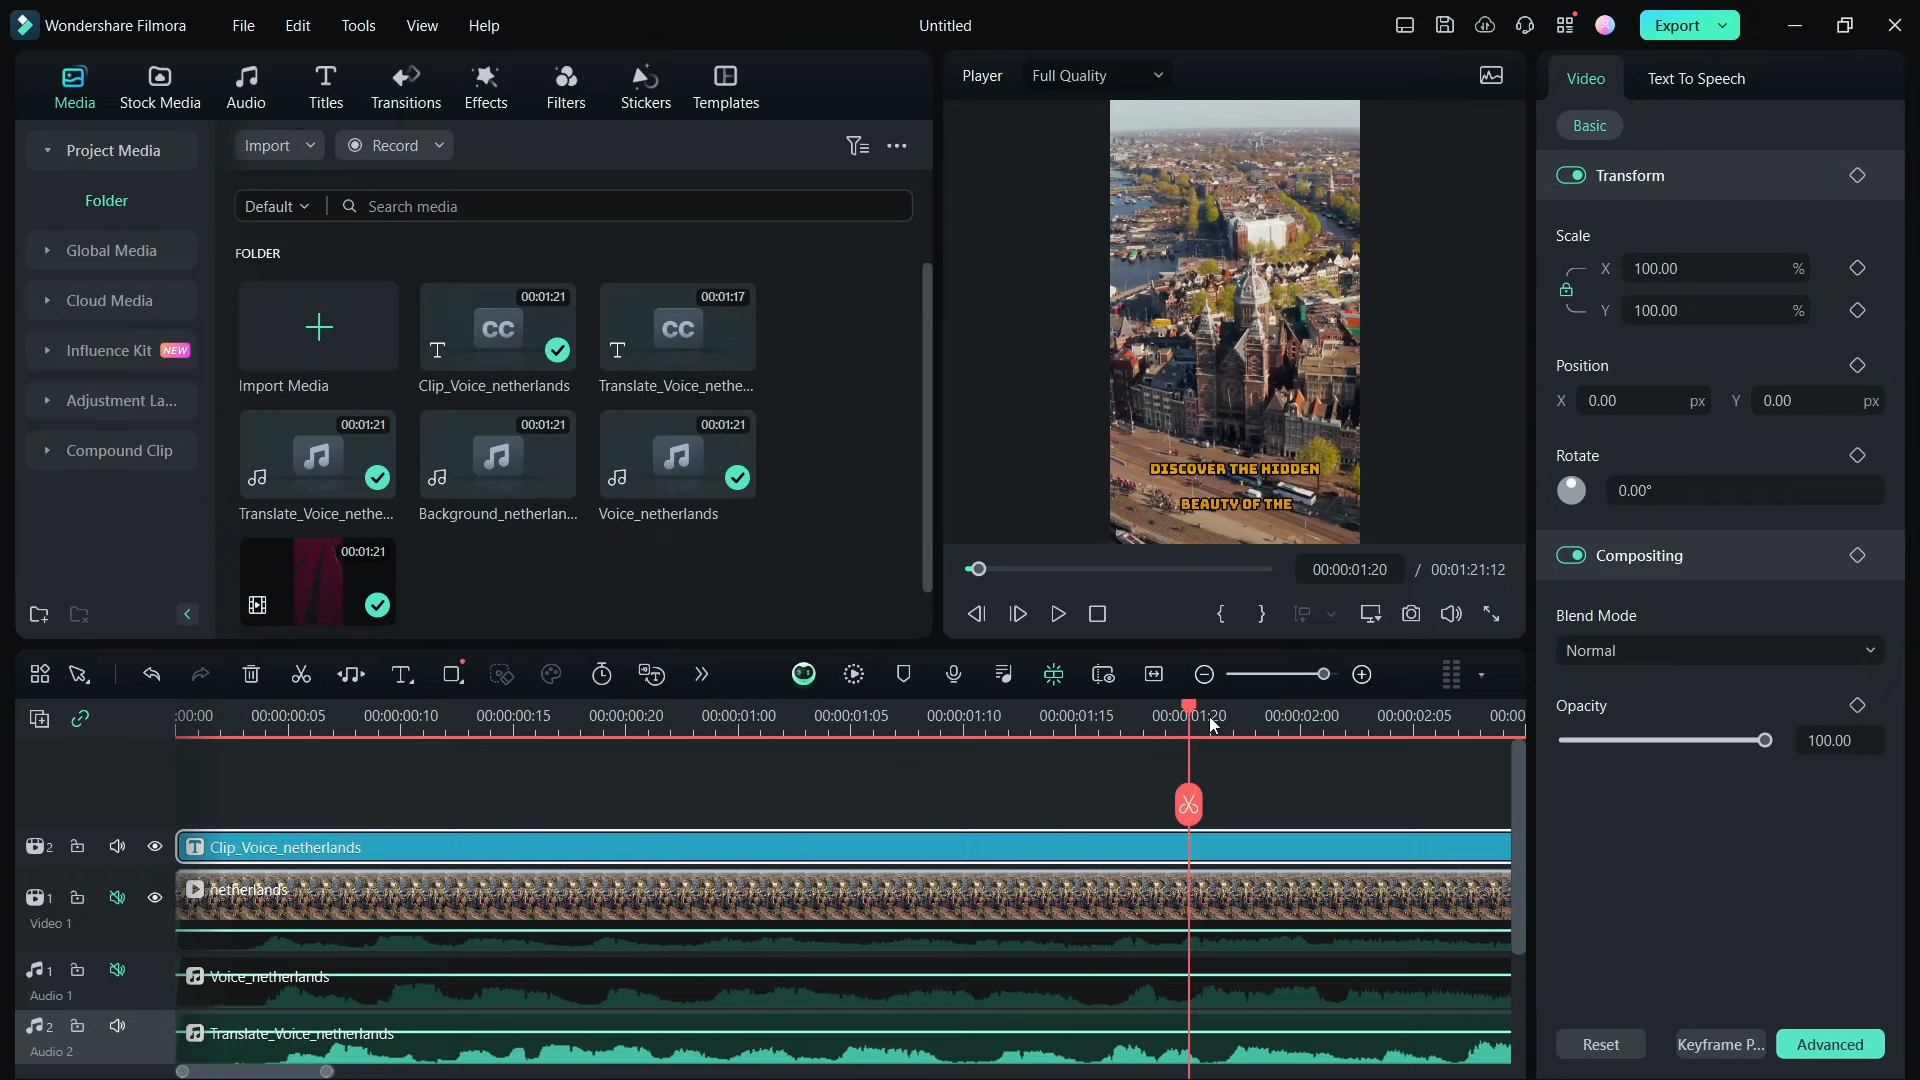 Wondershare Filmora
File
Edit
Tools
View
Help
Untitled
Export
Media
Stock Media
Audio
Titles
Transitions
Effects
Filters
Stickers
Templates
Player
Full Quality
Video
Text To Speech
Basic
Project Media
Folder
Global Media
Cloud Media
Influence Kit NEW
Adjustment La...
Compound Clip
Import
Record
Default
Search media
FOLDER
Import Media
00:01:21
CC
T
Clip_Voice_netherlands
00:01:17
CC
T
Translate_Voice_nethe...
00:01:21
Translate_Voice_nethe...
00:01:21
Background_netherlan...
00:01:21
Voice_netherlands
00:01:21
DISCOVER THE HIDDEN
BEAUTY OF THE
00:00:01:20 / 00:01:21:12
{ }
Transform
Scale
X 100.00 %
Y 100.00 %
Position
X 0.00 px Y 0.00 px
Rotate
0.00°
Compositing
Blend Mode
Normal
Opacity
100.00
Reset
Keyframe P...
Advanced
:00:00 00:00:00:05 00:00:00:10 00:00:00:15 00:00:00:20 00:00:01:00 00:00:01:05 00:00:01:10 00:00:01:15 00:00:01:20 00:00:02:00 00:00:02:05 00:00
2
T Clip_Voice_netherlands
1
Video 1
netherlands
1
Audio 1
Voice_netherlands
2
Audio 2
Translate_Voice_netherlands